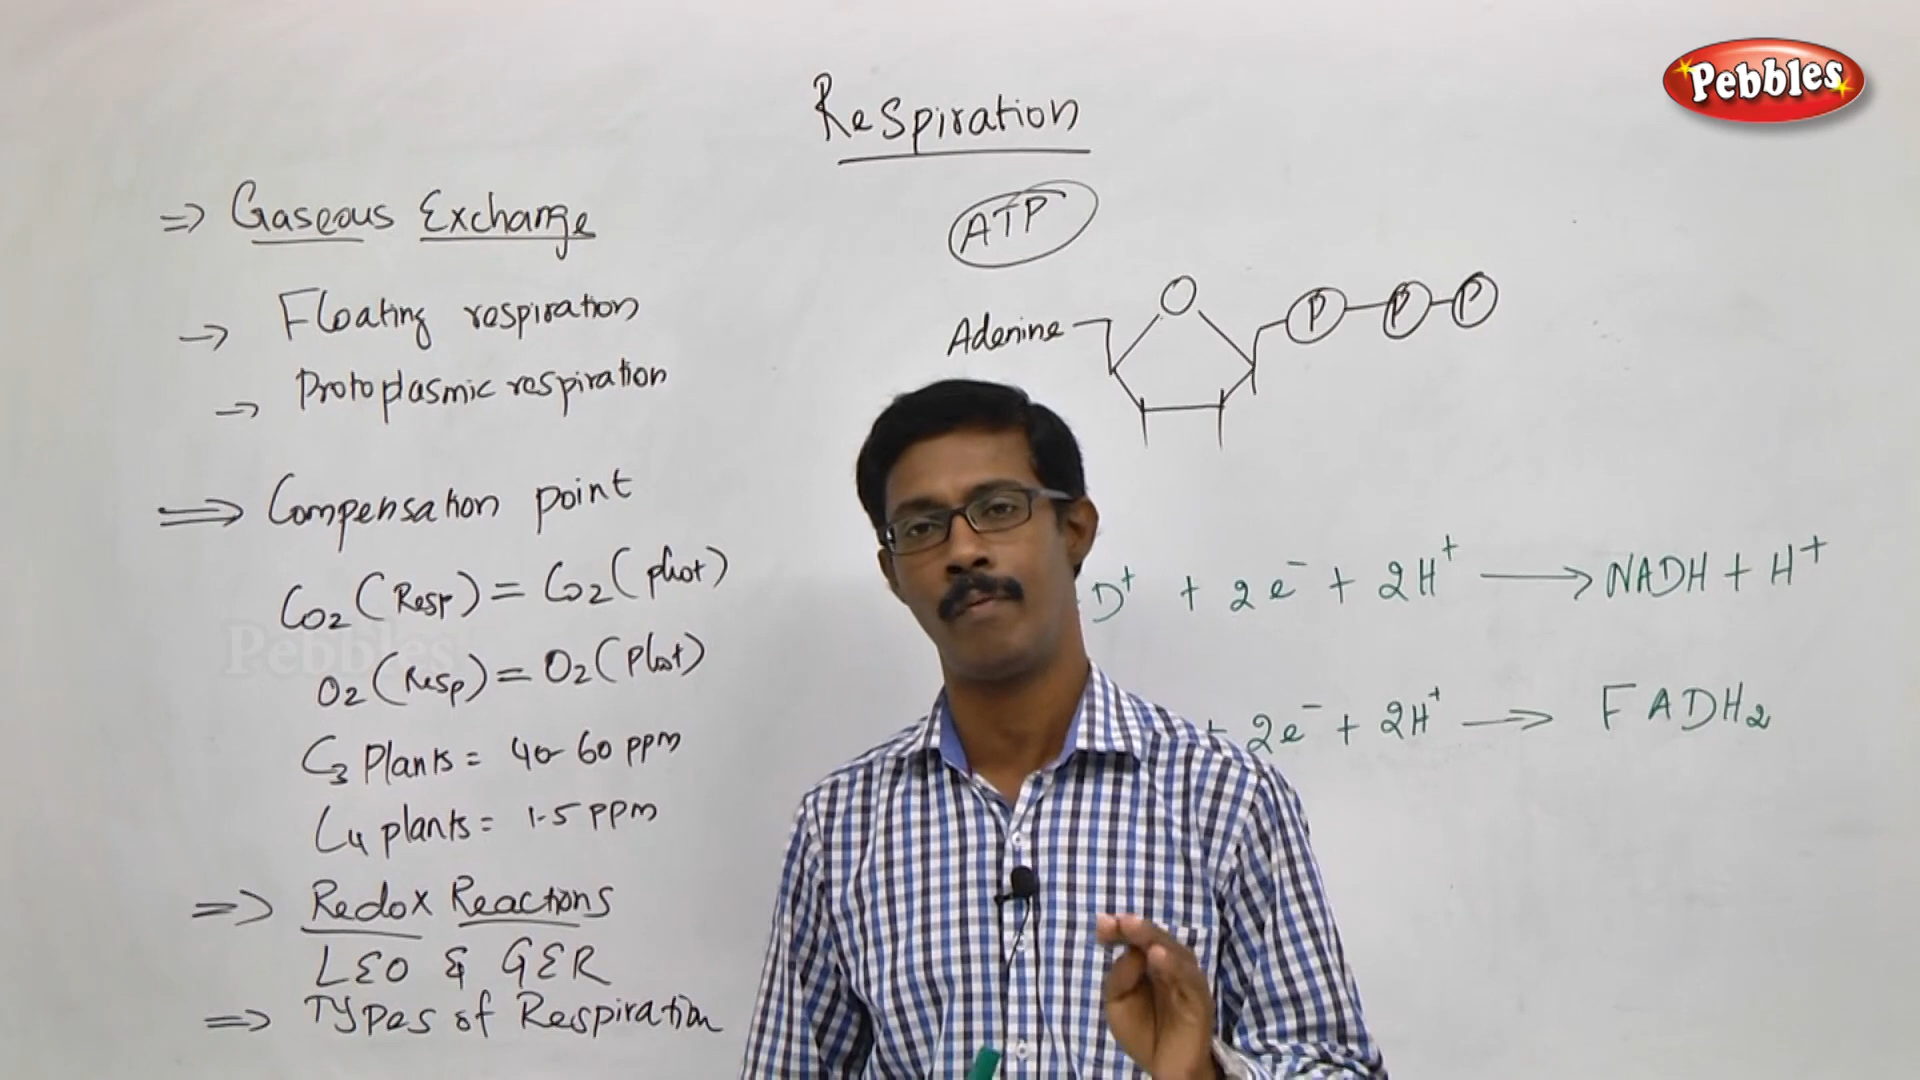 Pebbles
Respiration
⇒ Gaseous Exchange
→ Floating respiration
→ Protoplasmic respiration
⇒ Compensation point
CO2 (Resp) = CO2 (phot)
O2 (Resp) = O2 (Phot)
C3 Plants = 40-60 ppm
C4 plants = 1-5 ppm
⇒ Redox Reactions
LEO & GER
⇒ Types of Respiration
ATP
Adenine O P P P
D+ + 2e- + 2H+ → NADH + H+
+ 2e- + 2H+ → FADH2
Pebbles